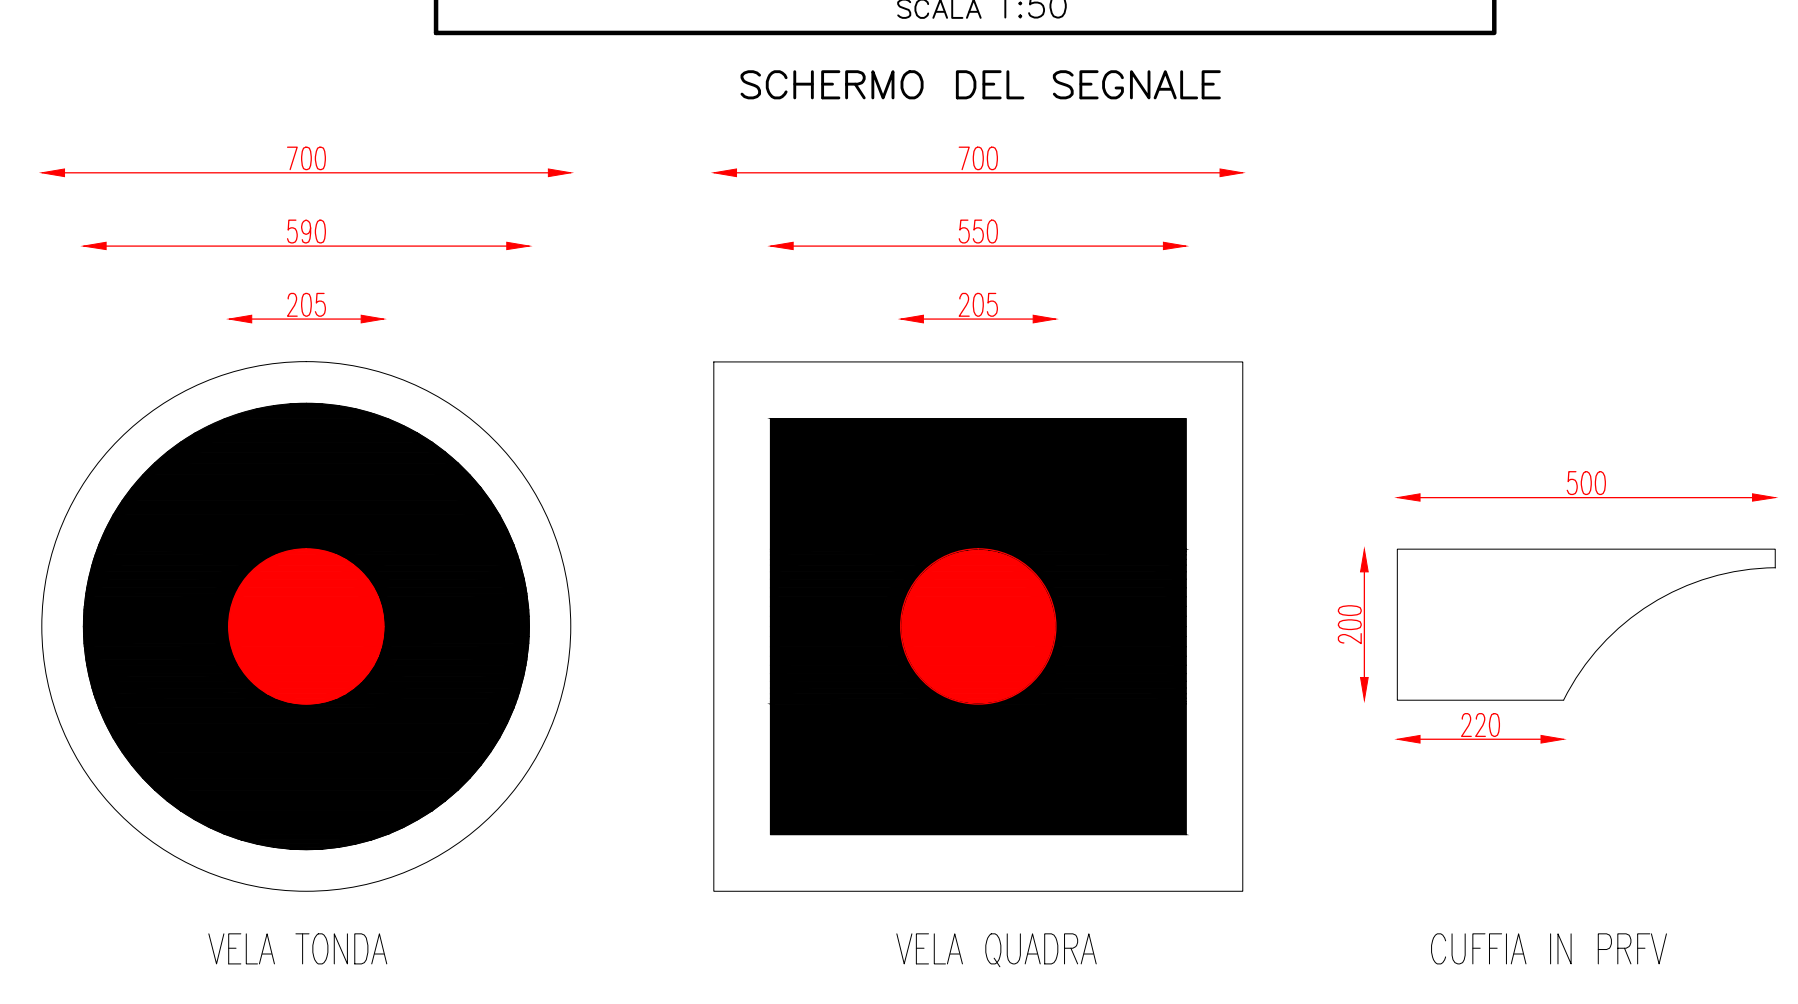 SCALA 1:50
SCHERMO DEL SEGNALE
700 700
590 550
205 205
500
200
220
VELA TONDA VELA QUADRA CUFFIA IN PRFV